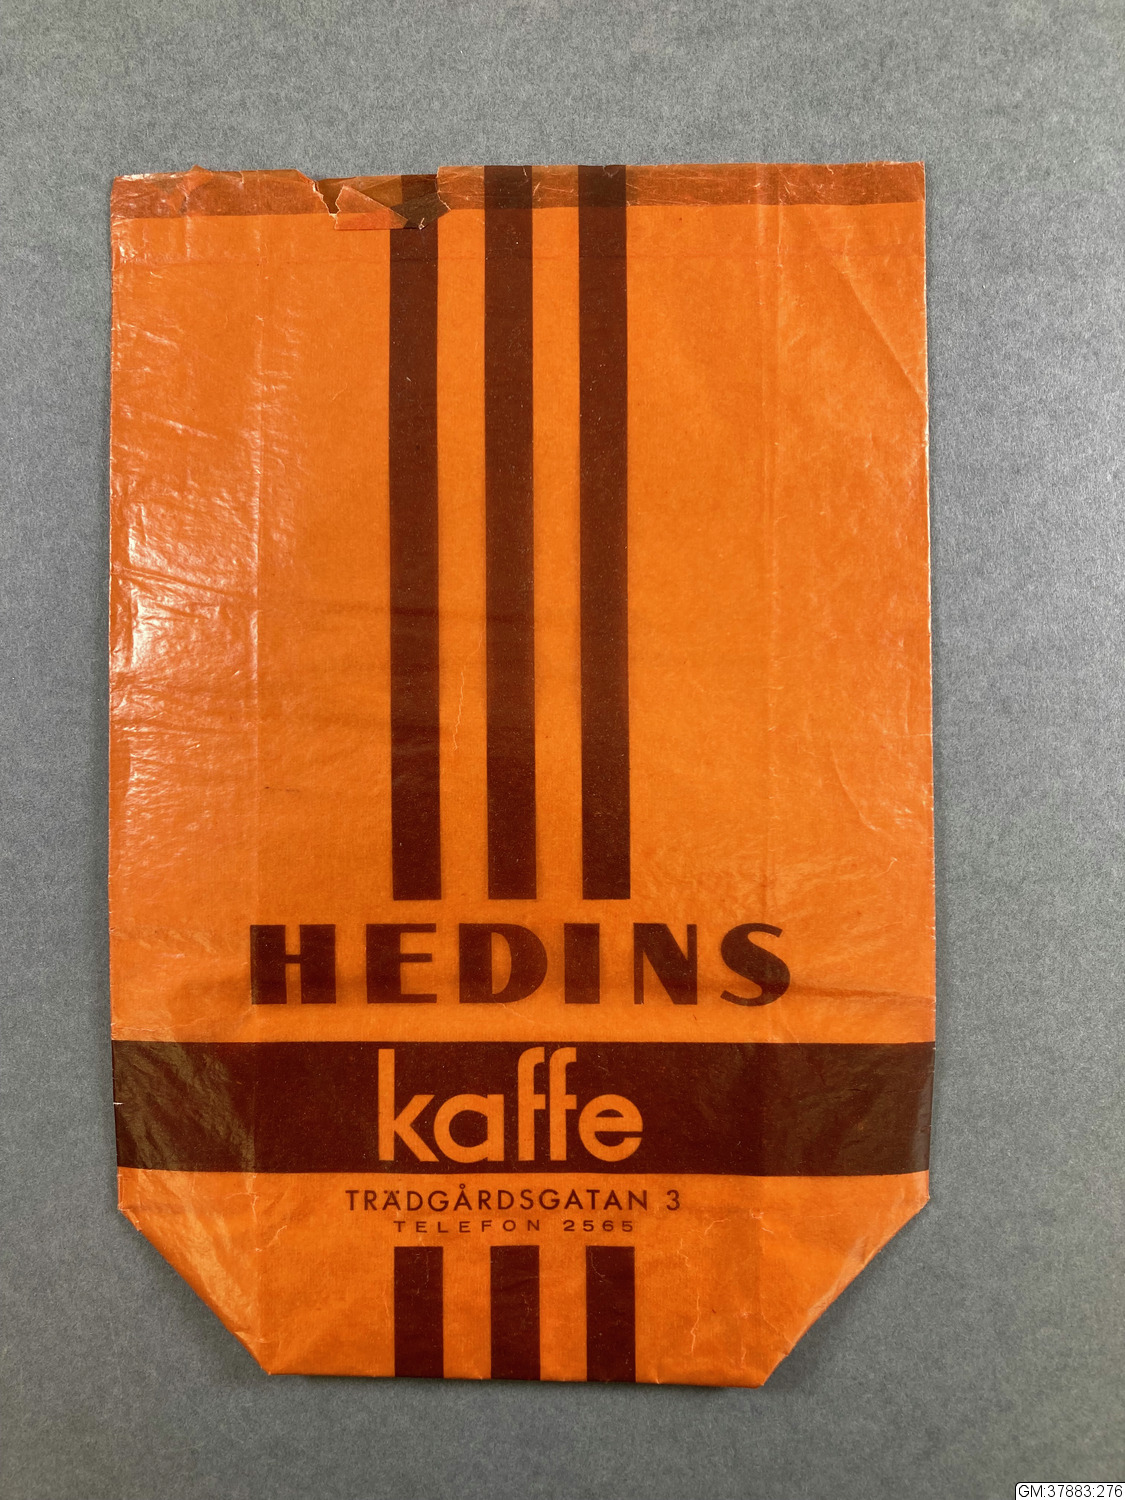 HEDINS
kaffe
TRÄDGÅRDSGATAN 3
TELEFON 2565
GM:37883:276